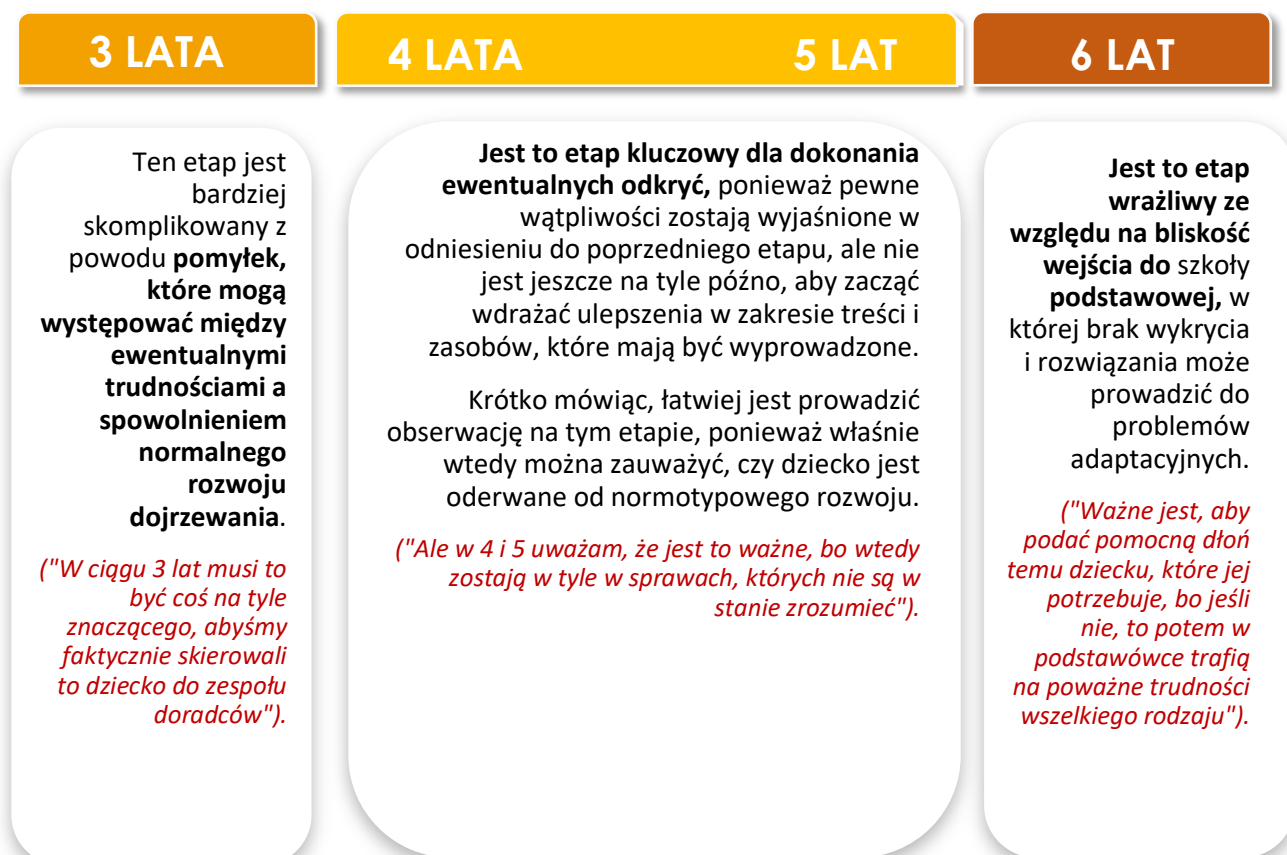 3 LATA
4 LATA
5 LAT
6 LAT
Ten etap jest
bardziej
skomplikowany z
powodu pomyłek,
które mogą
występować między
ewentualnymi
trudnościami a
spowolnieniem
normalnego
rozwoju
dojrzewania.
("W ciągu 3 lat musi to
być coś na tyle
znaczącego, abyśmy
faktycznie skierowali
to dziecko do zespołu
doradców").
Jest to etap kluczowy dla dokonania
ewentualnych odkryć, ponieważ pewne
wątpliwości zostają wyjaśnione w
odniesieniu do poprzedniego etapu, ale nie
jest jeszcze na tyle późno, aby zacząć
wdrażać ulepszenia w zakresie treści i
zasobów, które mają być wyprowadzone.
Krótko mówiąc, łatwiej jest prowadzić
obserwację na tym etapie, ponieważ właśnie
wtedy można zauważyć, czy dziecko jest
oderwane od normotypowego rozwoju.
("Ale w 4 i 5 uważam, że jest to ważne, bo wtedy
zostają w tyle w sprawach, których nie są w
stanie zrozumieć").
Jest to etap
wrażliwy ze
względu na bliskość
wejścia do szkoły
podstawowej, w
której brak wykrycia
i rozwiązania może
prowadzić do
problemów
adaptacyjnych.
("Ważne jest, aby
podać pomocną dłoń
temu dziecku, które jej
potrzebuje, bo jeśli
nie, to potem w
podstawówce trafią
na poważne trudności
wszelkiego rodzaju").